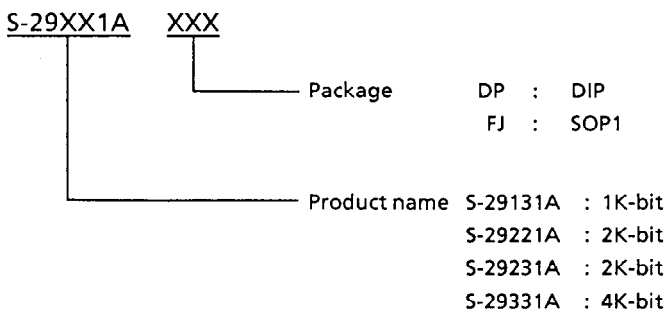 S-29XX1A XXX
Package DP : DIP
FJ : SOP1
Product name S-29131A : 1K-bit
S-29221A : 2K-bit
S-29231A : 2K-bit
S-29331A : 4K-bit